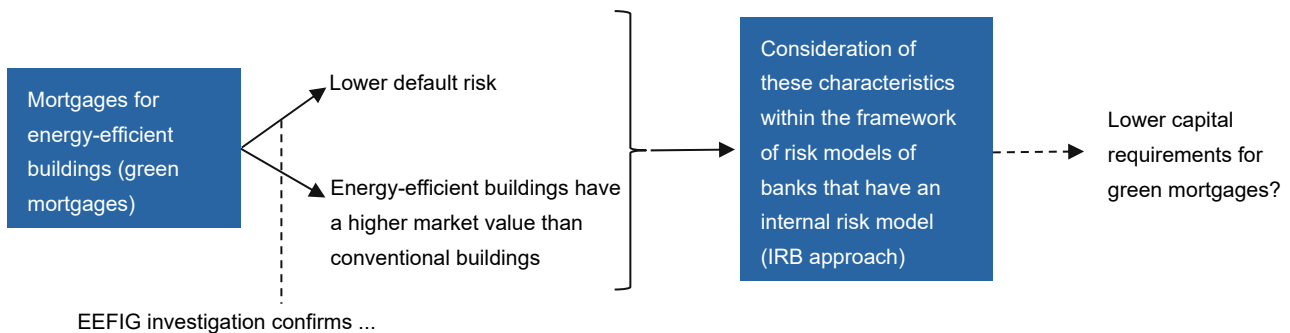 Mortgages for
energy-efficient
buildings (green
mortgages)
Lower default risk
Energy-efficient buildings have
a higher market value than
conventional buildings
EEFIG investigation confirms ...
Consideration of
these characteristics
within the framework
of risk models of
banks that have an
internal risk model
(IRB approach)
Lower capital
requirements for
green mortgages?